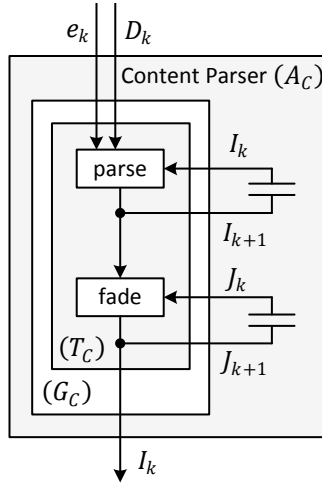 e_k D_k
Content Parser (A_C)
I_k
parse
I_{k+1}
J_k
fade
(T_C)
J_{k+1}
(G_C)
I_k